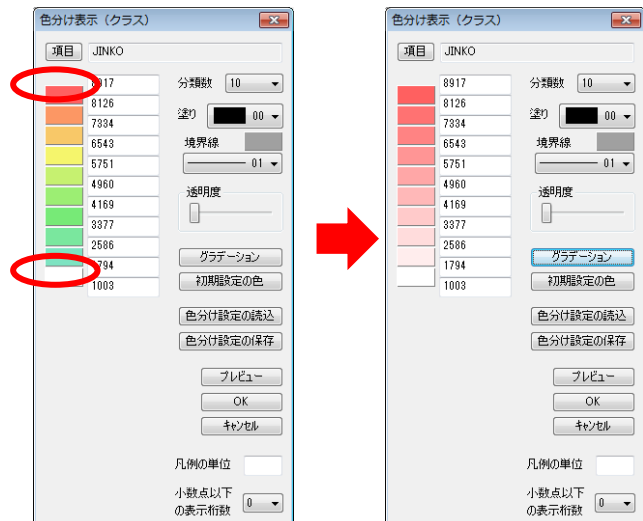 色分け表示（クラス）
項目 JINKO
8917
8126
7334
6543
5751
4960
4169
3377
2586
1794
1003
分類数 10
塗り 00
境界線
01
透明度
グラデーション
初期設定の色
色分け設定の読込
色分け設定の保存
プレビュー
OK
キャンセル
凡例の単位
小数点以下
の表示桁数 0
色分け表示（クラス）
項目 JINKO
8917
8126
7334
6543
5751
4960
4169
3377
2586
1794
1003
分類数 10
塗り 00
境界線
01
透明度
グラデーション
初期設定の色
色分け設定の読込
色分け設定の保存
プレビュー
OK
キャンセル
凡例の単位
小数点以下
の表示桁数 0